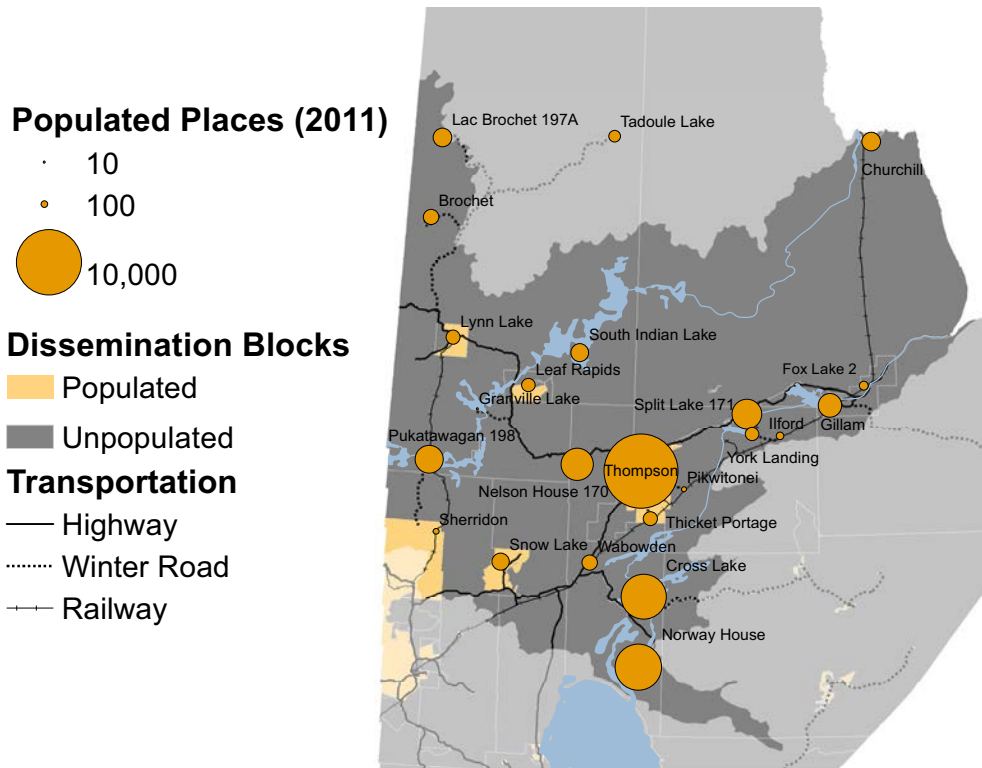 Populated Places (2011)
10
100
10,000
Dissemination Blocks
Populated
Unpopulated
Transportation
Highway
Winter Road
Railway
Lac Brochet 197A
Tadoule Lake
Churchill
Brochet
Lynn Lake
South Indian Lake
Leaf Rapids
Fox Lake 2
Granville Lake
Split Lake 171
Gillam
Ilford
Pukatawagan 198
York Landing
Thompson
Pikwitonei
Nelson House 170
Sherridon
Thicket Portage
Snow Lake
Wabowden
Cross Lake
Norway House